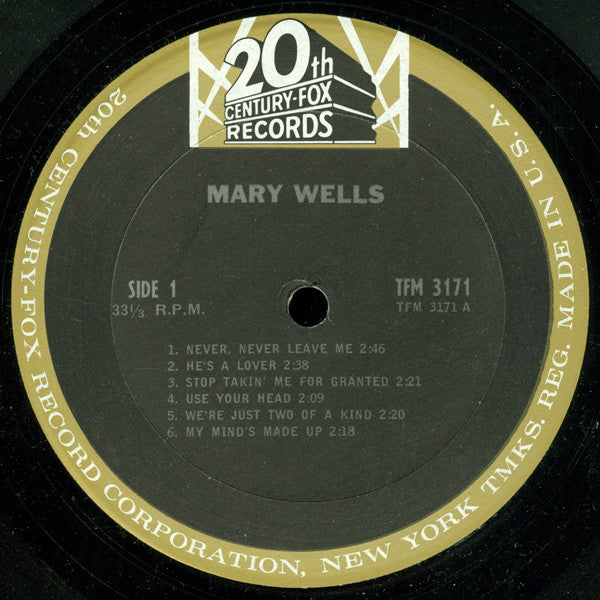 20th
CENTURY-FOX
RECORDS
MARY WELLS
SIDE 1
33⅓ R.P.M.
TFM 3171
TFM 3171 A
1. NEVER, NEVER LEAVE ME 2:46
2. HE'S A LOVER 2:38
3. STOP TAKIN' ME FOR GRANTED 2:21
4. USE YOUR HEAD 2:09
5. WE'RE JUST TWO OF A KIND 2:20
6. MY MIND'S MADE UP 2:18
20th CENTURY-FOX RECORD CORPORATION, NEW YORK TMKS. REG. MADE IN U.S.A.